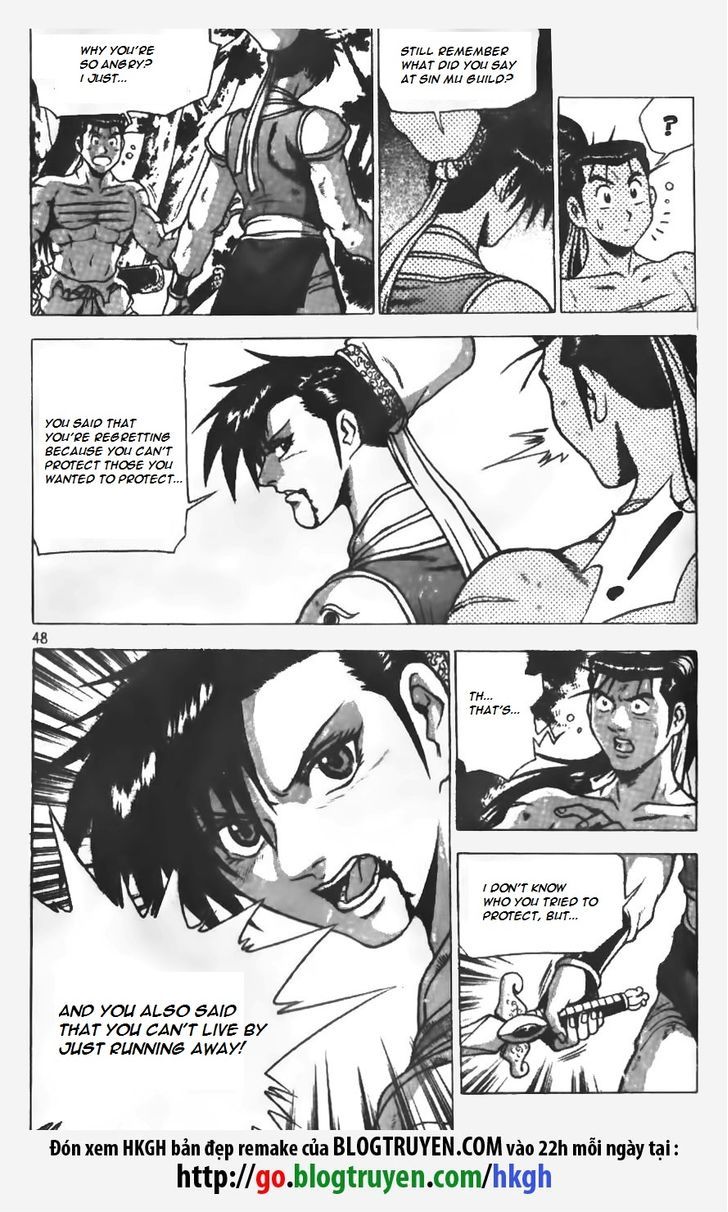 WHY YOU'RE
SO ANGRY?
I JUST...
STILL REMEMBER
WHAT DID YOU SAY
AT SIN MU GUILD?
?
YOU SAID THAT
YOU'RE REGRETTING
BECAUSE YOU CAN'T
PROTECT THOSE YOU
WANTED TO PROTECT...
!
48
TH...
THAT'S...
AND YOU ALSO SAID
THAT YOU CAN'T LIVE BY
JUST RUNNING AWAY!
I DON'T KNOW
WHO YOU TRIED TO
PROTECT, BUT...
Đón xem HKGH bản đẹp remake của BLOGTRUYEN.COM vào 22h mỗi ngày tại :
http://go.blogtruyen.com/hkgh